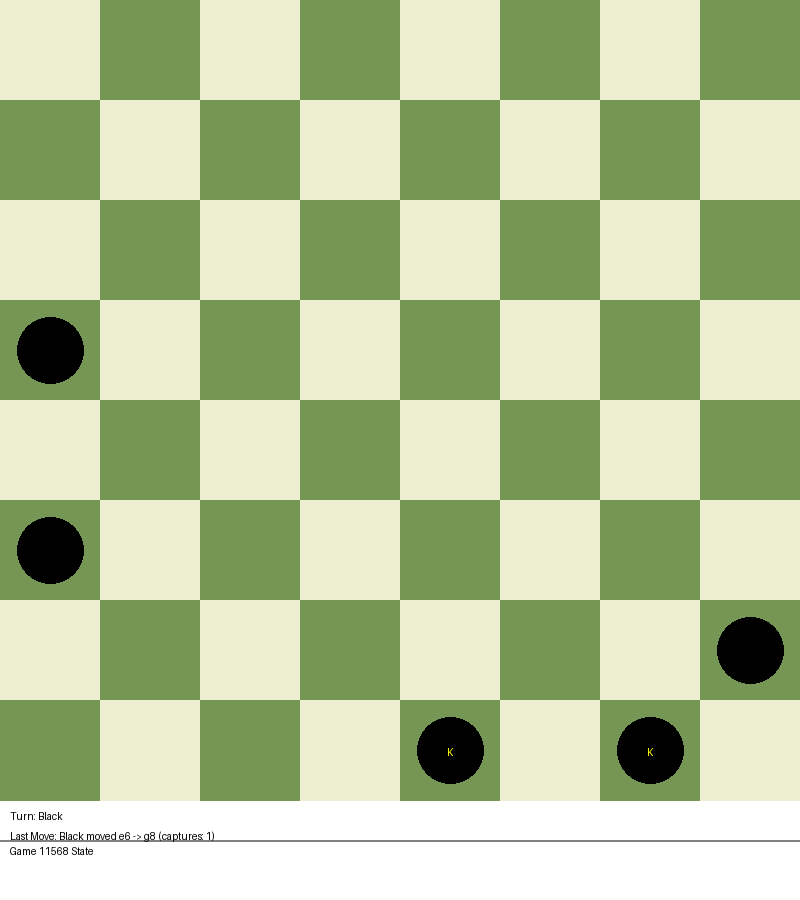 K
K
Turn: Black
Last Move: Black moved e6 -> g8 (captures: 1)
Game 11568 State